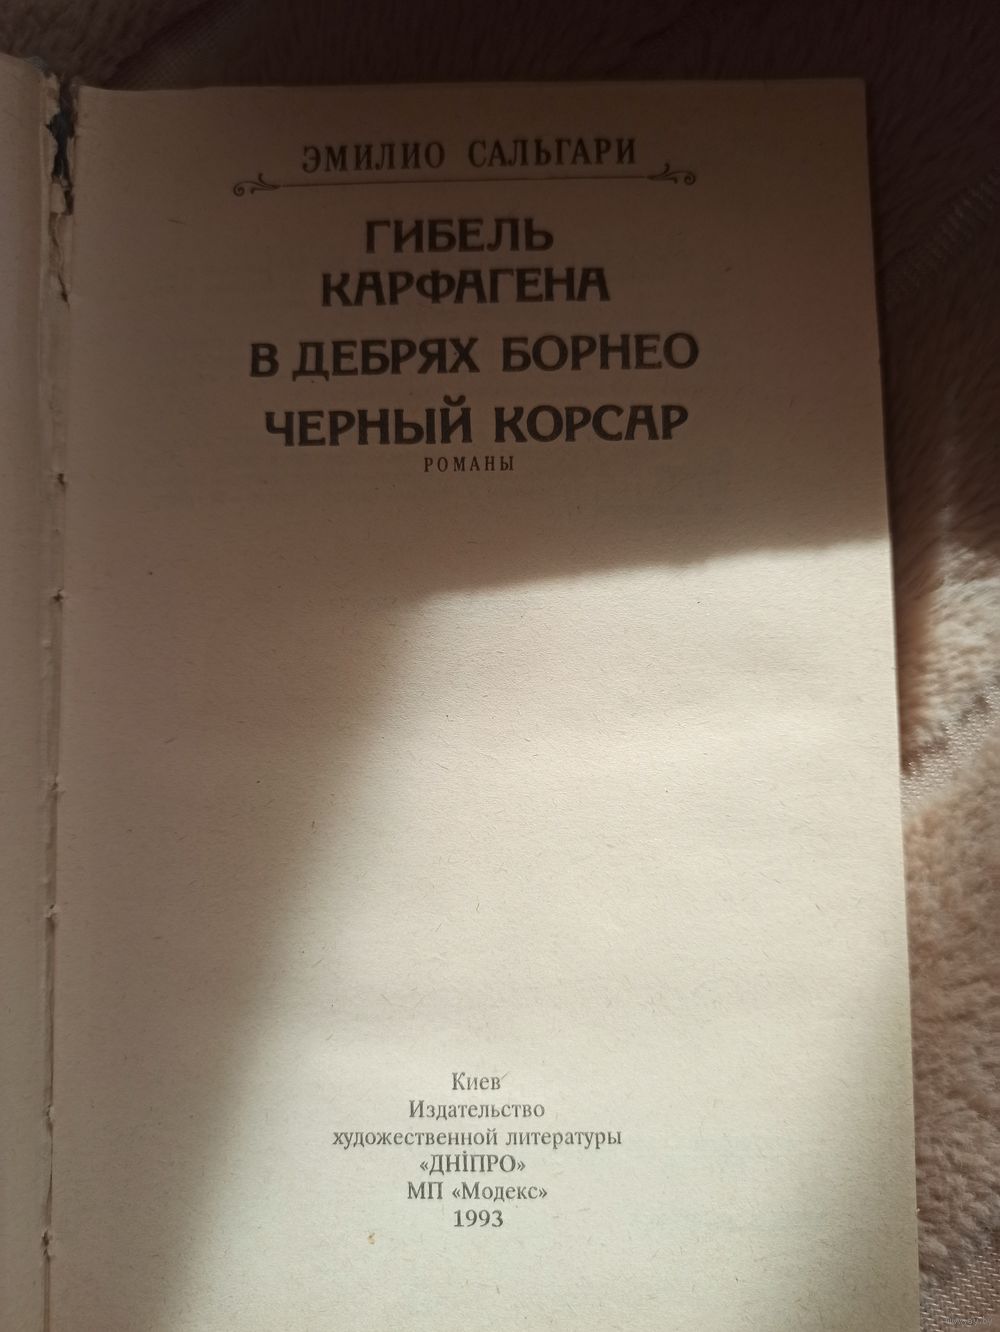 ЭМИЛИО САЛЬГАРИ
ГИБЕЛЬ
КАРФАГЕНА
В ДЕБРЯХ БОРНЕО
ЧЕРНЫЙ КОРСАР
РОМАНЫ
Киев
Издательство
художественной литературы
«ДНІПРО»
МП «Модекс»
1993